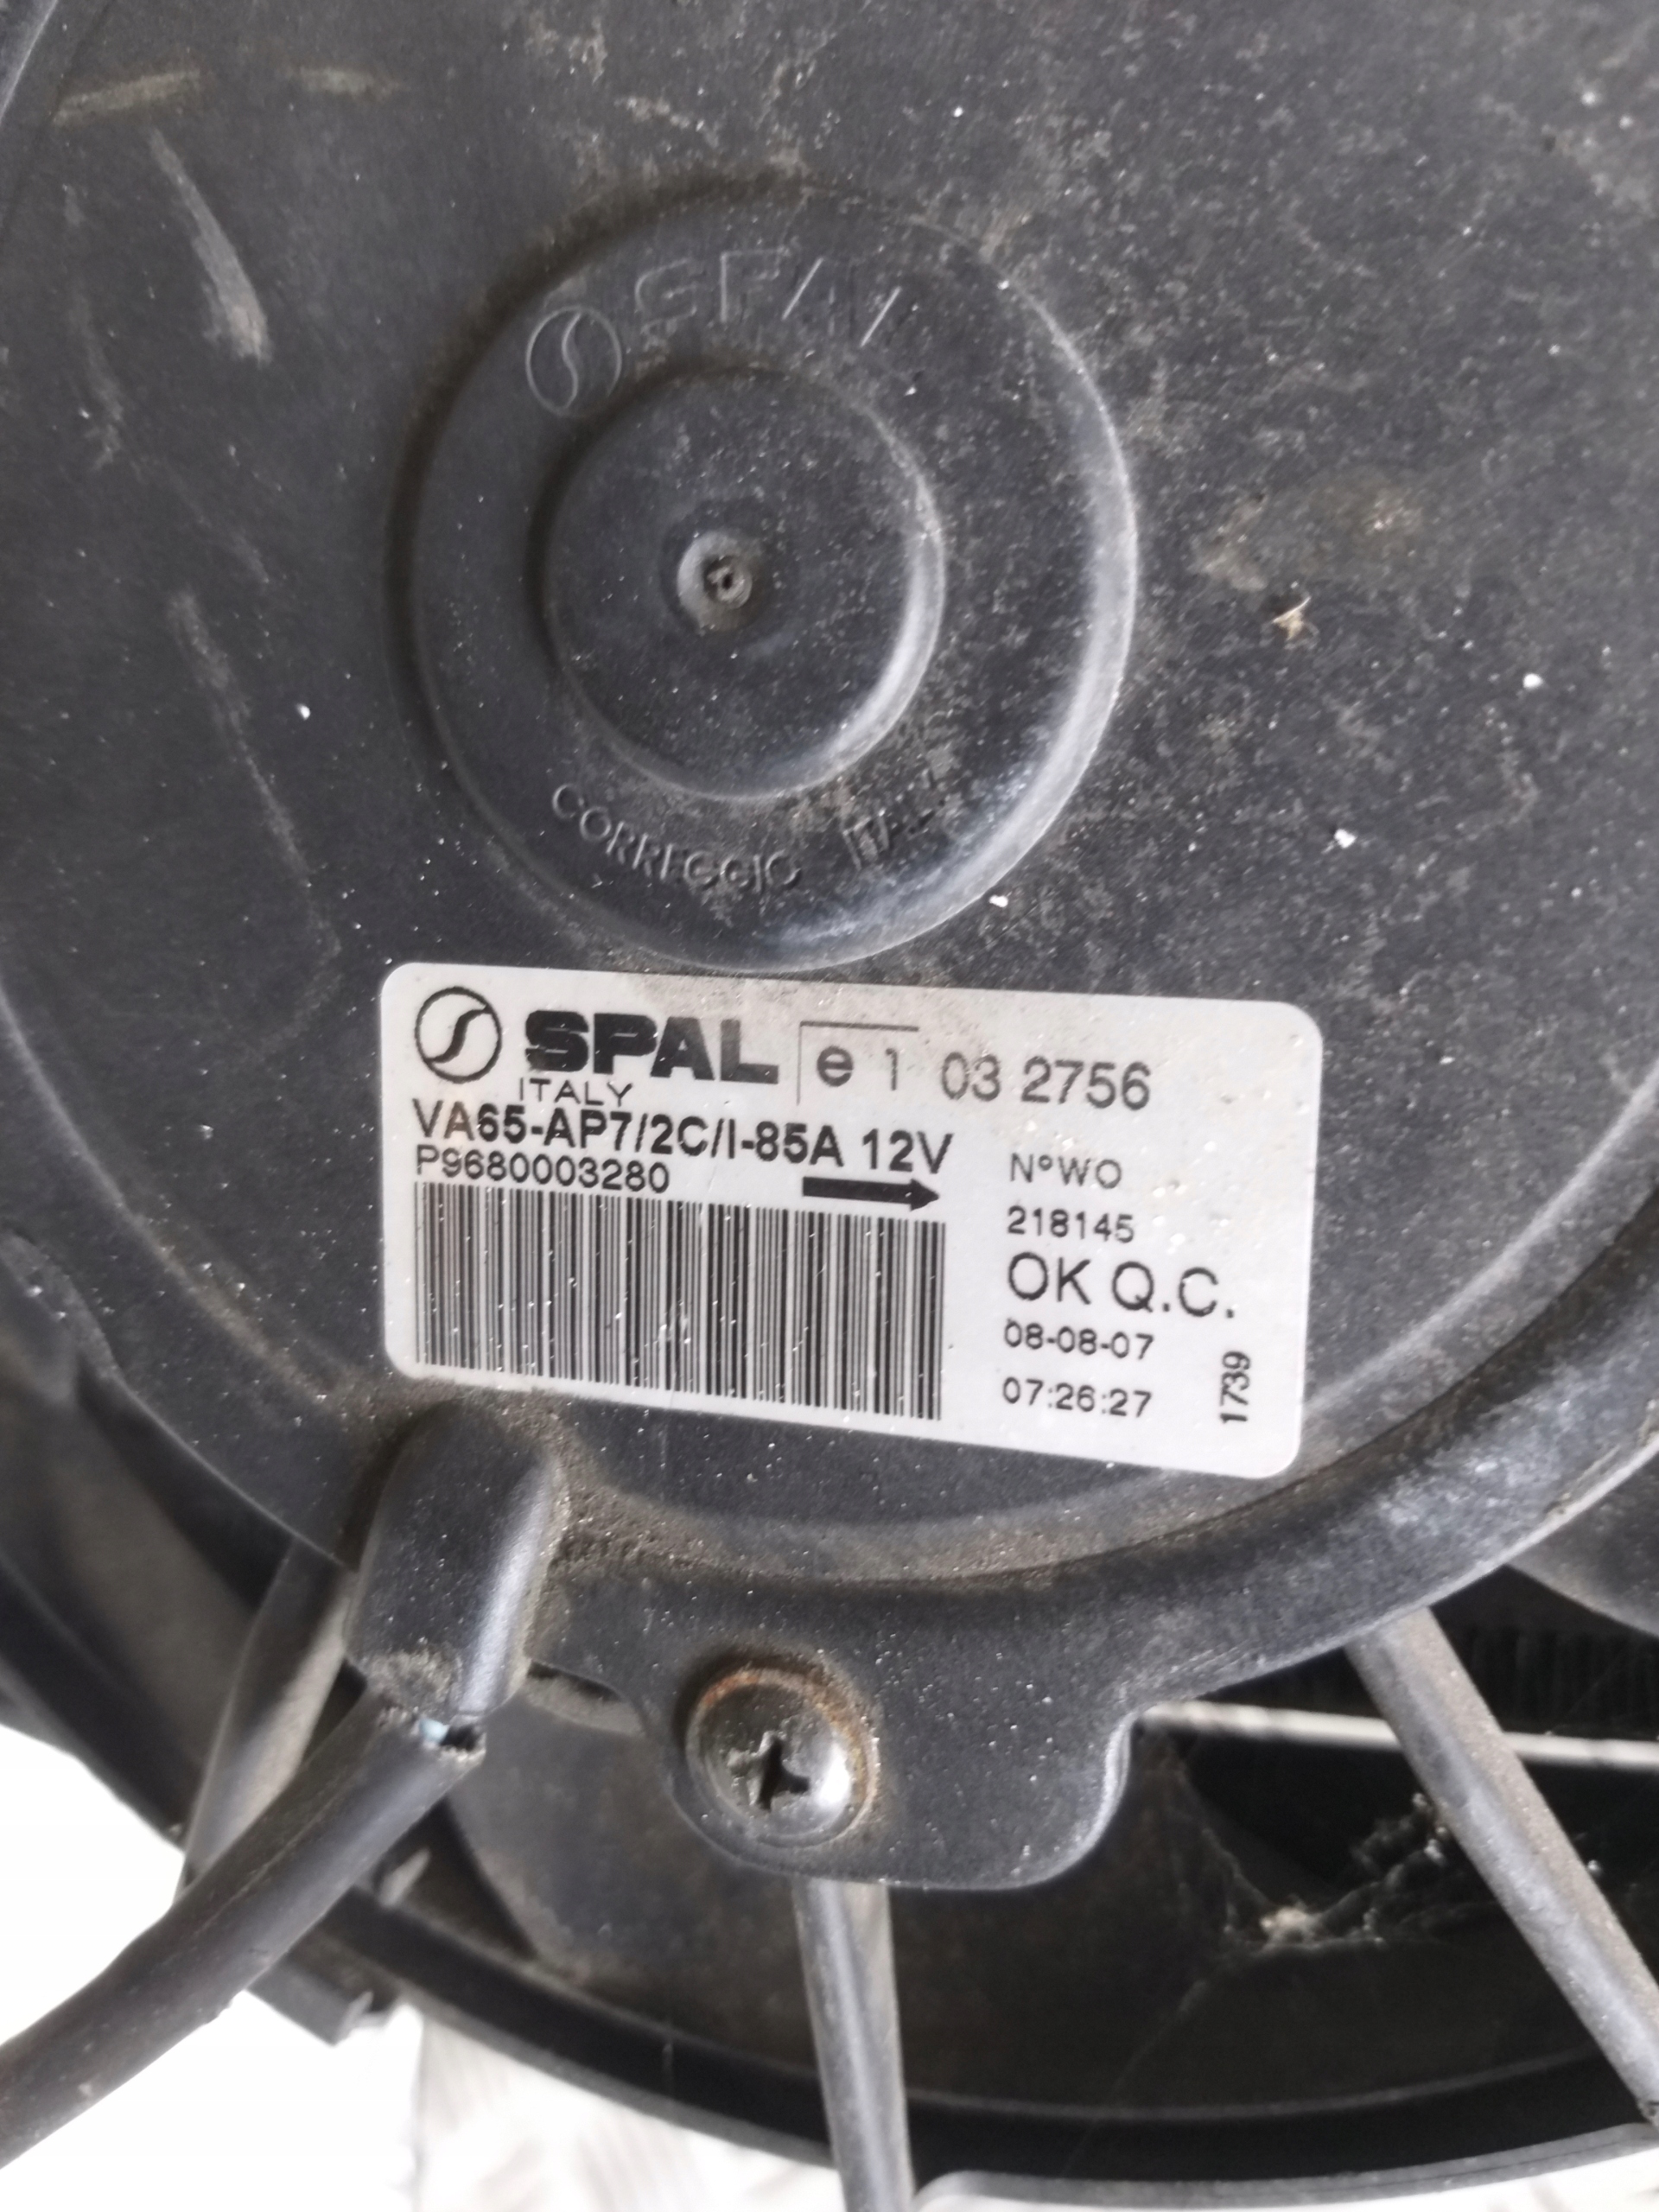 SPAL
CORREGGIO ITALY
SPAL e 1 03 2756
ITALY
VA65-AP7/2C/I-85A 12V
P9680003280
N°WO
218145
OK Q.C.
08-08-07
07:26:27
1739